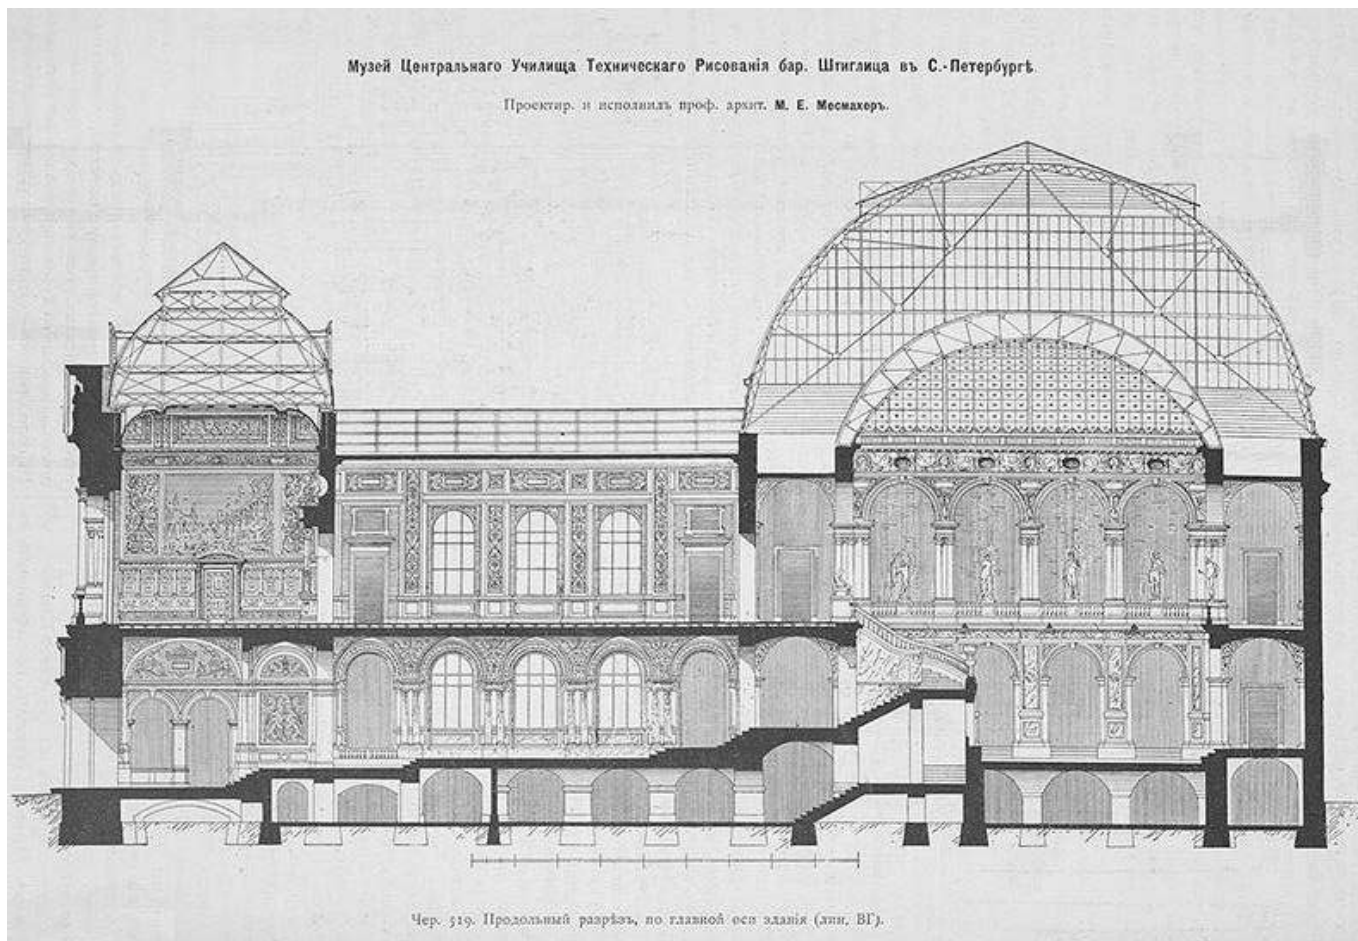 Музей Центральнаго Училища Техническаго Рисованія бар. Штиглица въ С.-Петербургѣ.
Проектир. и исполнилъ проф. архит. М. Е. Месмахеръ.
Чер. 519. Продольный разрѣзъ, по главной оси зданія (лин. ВГ).